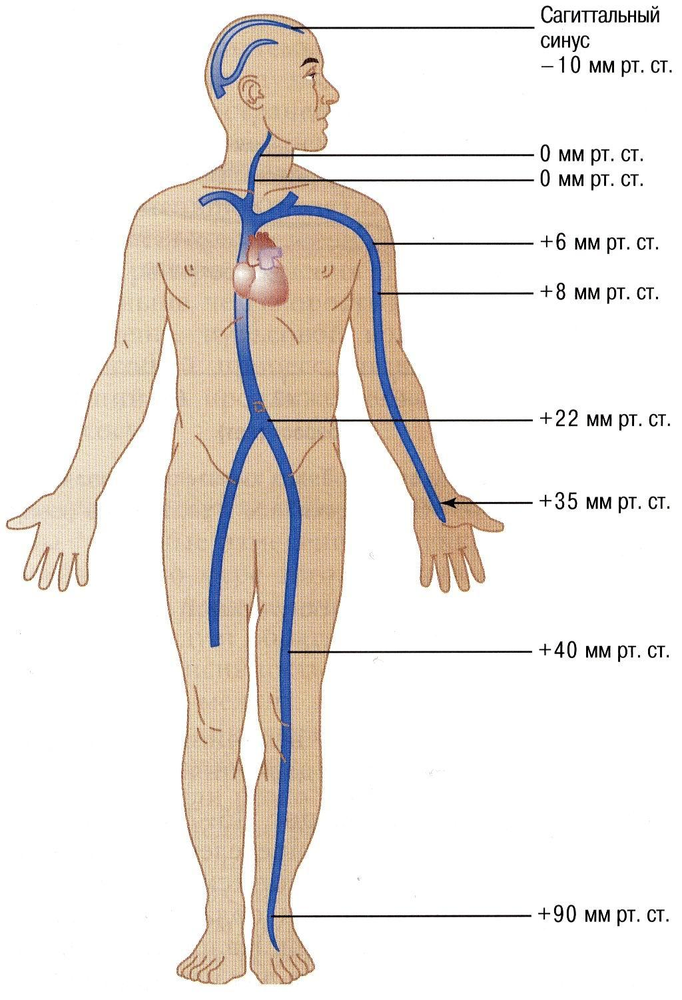 Сагиттальный
синус
–10 мм рт. ст.
0 мм рт. ст.
0 мм рт. ст.
+6 мм рт. ст.
+8 мм рт. ст.
+22 мм рт. ст.
+35 мм рт. ст.
+40 мм рт. ст.
+90 мм рт. ст.